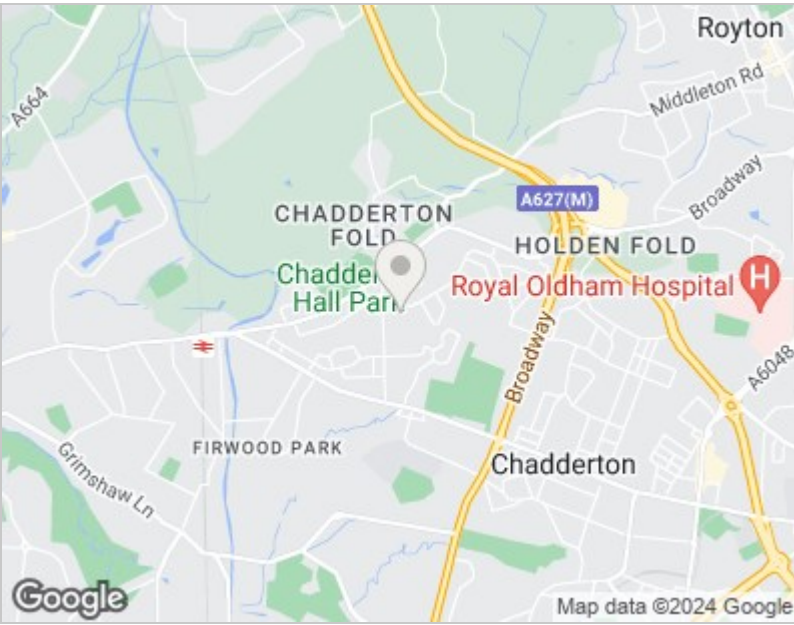 Royton
A664
Middleton Rd
Broadway
A627(M)
CHADDERTON
FOLD
HOLDEN FOLD
Hall Park
Royal Oldham Hospital
H
Broadway
A6048
FIRWOOD PARK
Chadderton
Grimshaw Ln
Google
Map data ©2024 Google